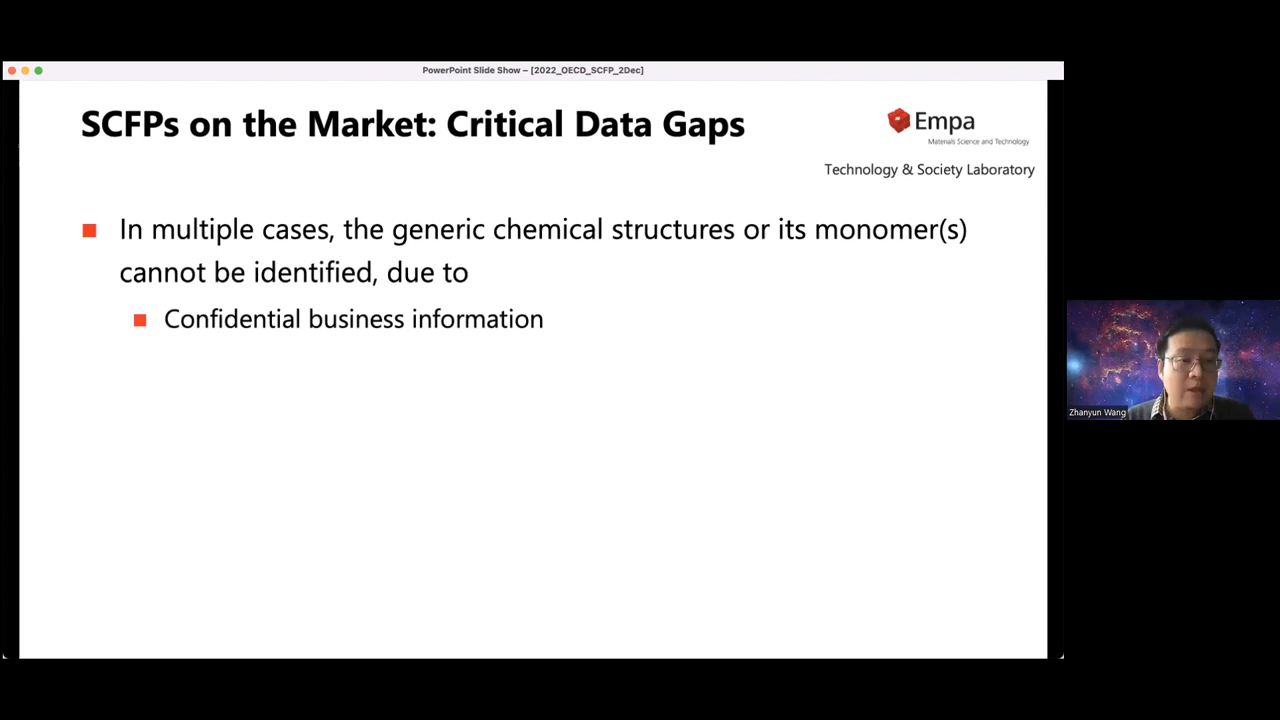 PowerPoint Slide Show – [2022_OECD_SCFP_2Dec]
SCFPs on the Market: Critical Data Gaps
Empa
Materials Science and Technology
Technology & Society Laboratory
In multiple cases, the generic chemical structures or its monomer(s)
cannot be identified, due to
Confidential business information
Zhanyun Wang